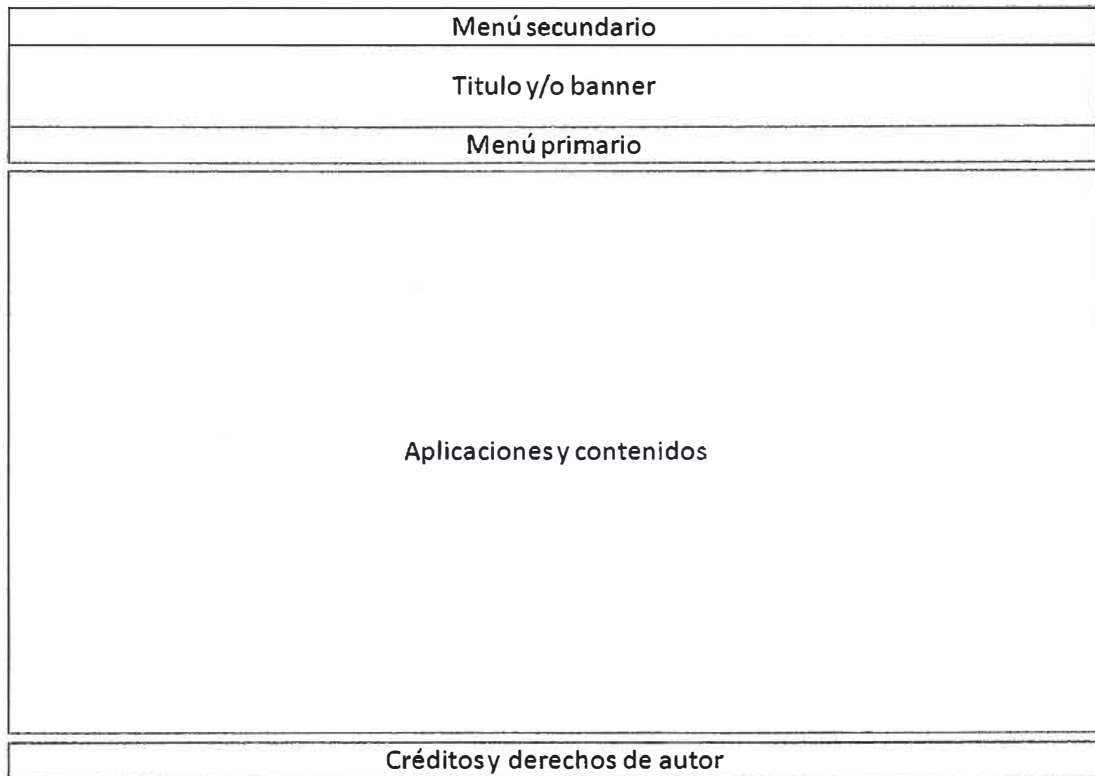 Menú secundario
Titulo y/o banner
Menú primario
Aplicaciones y contenidos
Créditos y derechos de autor